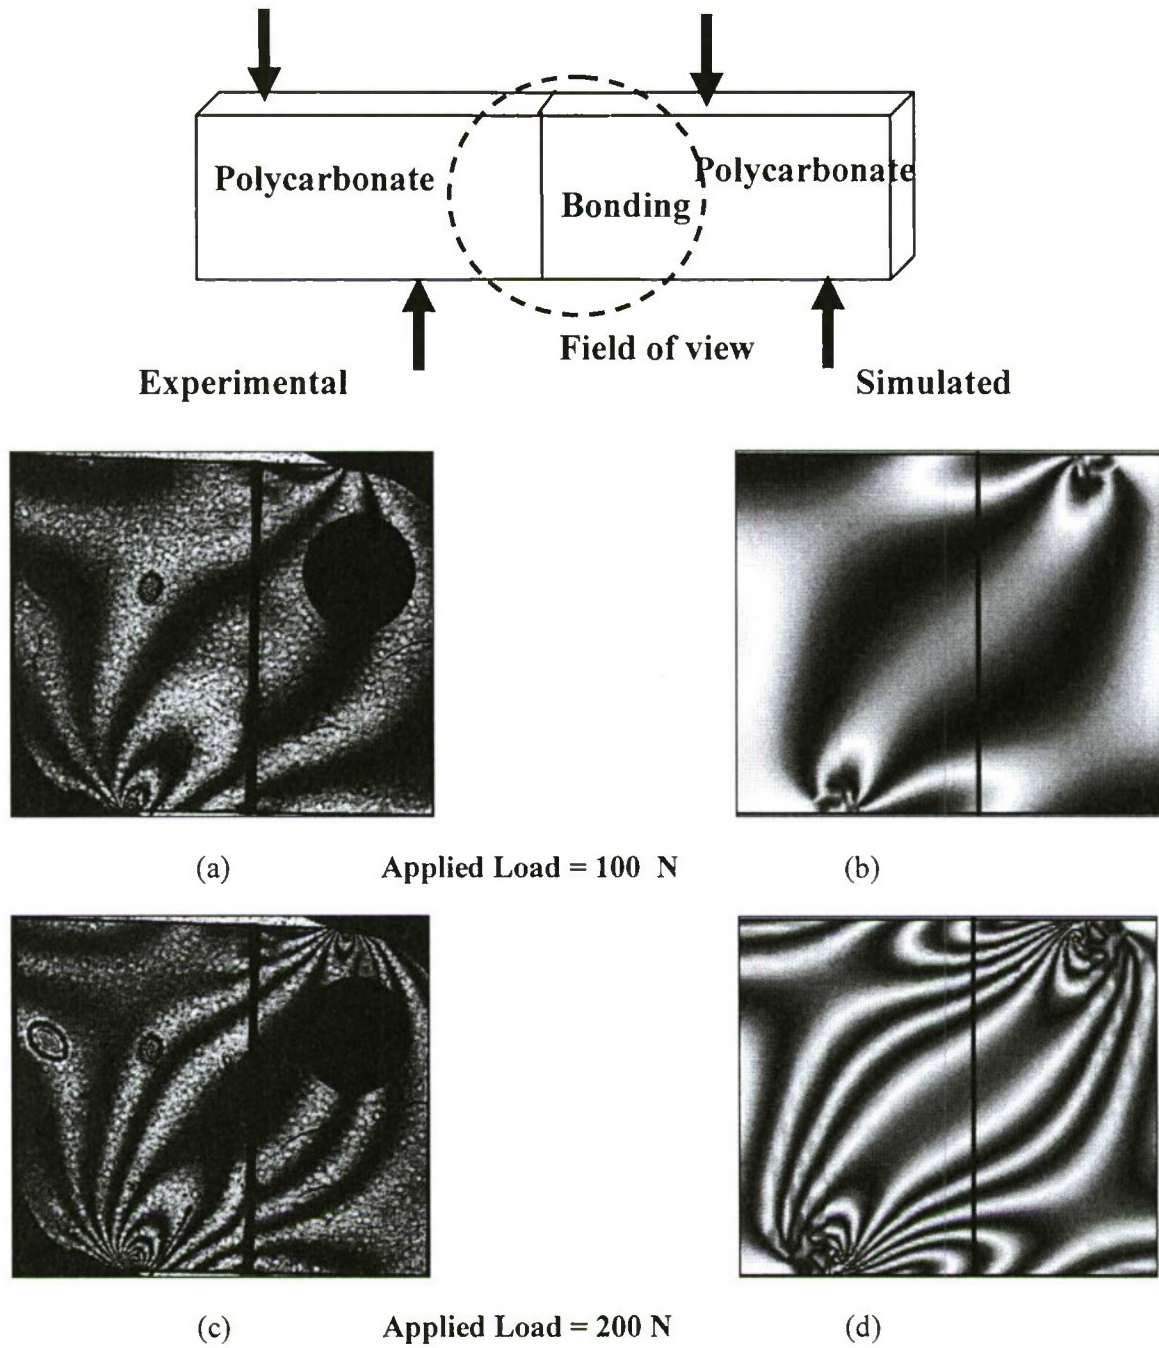 Polycarbonate
Polycarbonate
Bonding
Field of view
Experimental
Simulated
(a)
Applied Load = 100 N
(b)
(c)
Applied Load = 200 N
(d)